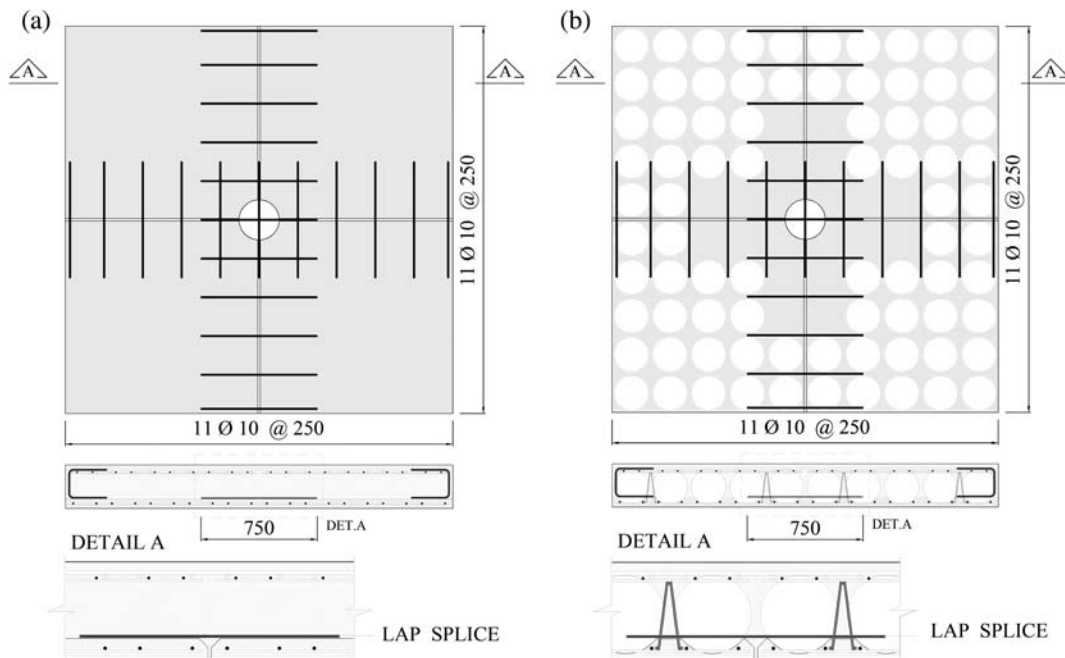 (a)
A
A
11 Ø 10 @ 250
11 Ø 10 @ 250
750
DET.A
DETAIL A
LAP SPLICE
(b)
A
A
11 Ø 10 @ 250
11 Ø 10 @ 250
750
DET.A
DETAIL A
LAP SPLICE